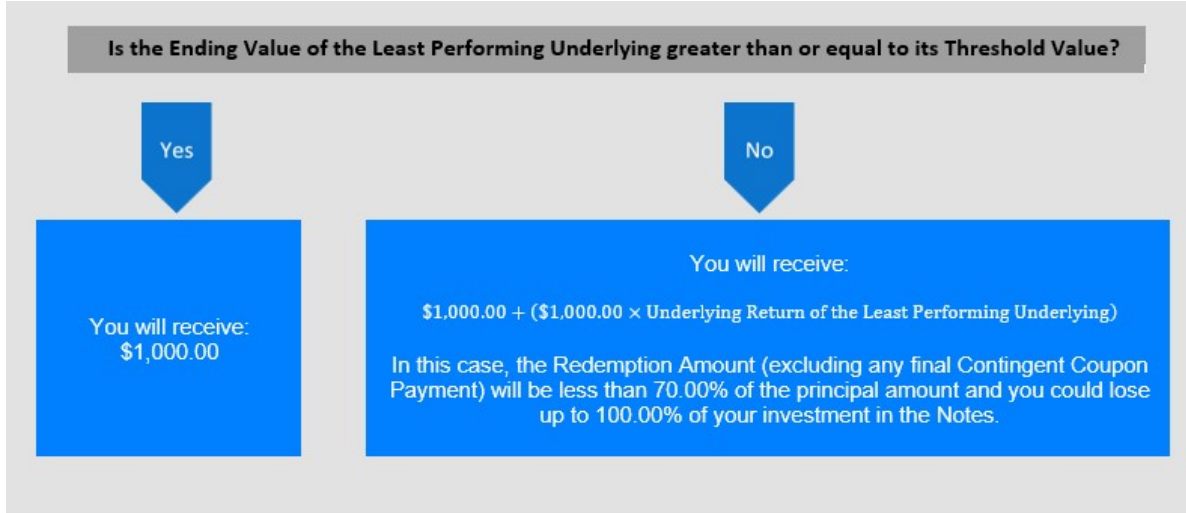 Is the Ending Value of the Least Performing Underlying greater than or equal to its Threshold Value?
Yes
No
You will receive:
$1,000.00
You will receive:
$1,000.00 + ($1,000.00 × Underlying Return of the Least Performing Underlying)
In this case, the Redemption Amount (excluding any final Contingent Coupon
Payment) will be less than 70.00% of the principal amount and you could lose
up to 100.00% of your investment in the Notes.